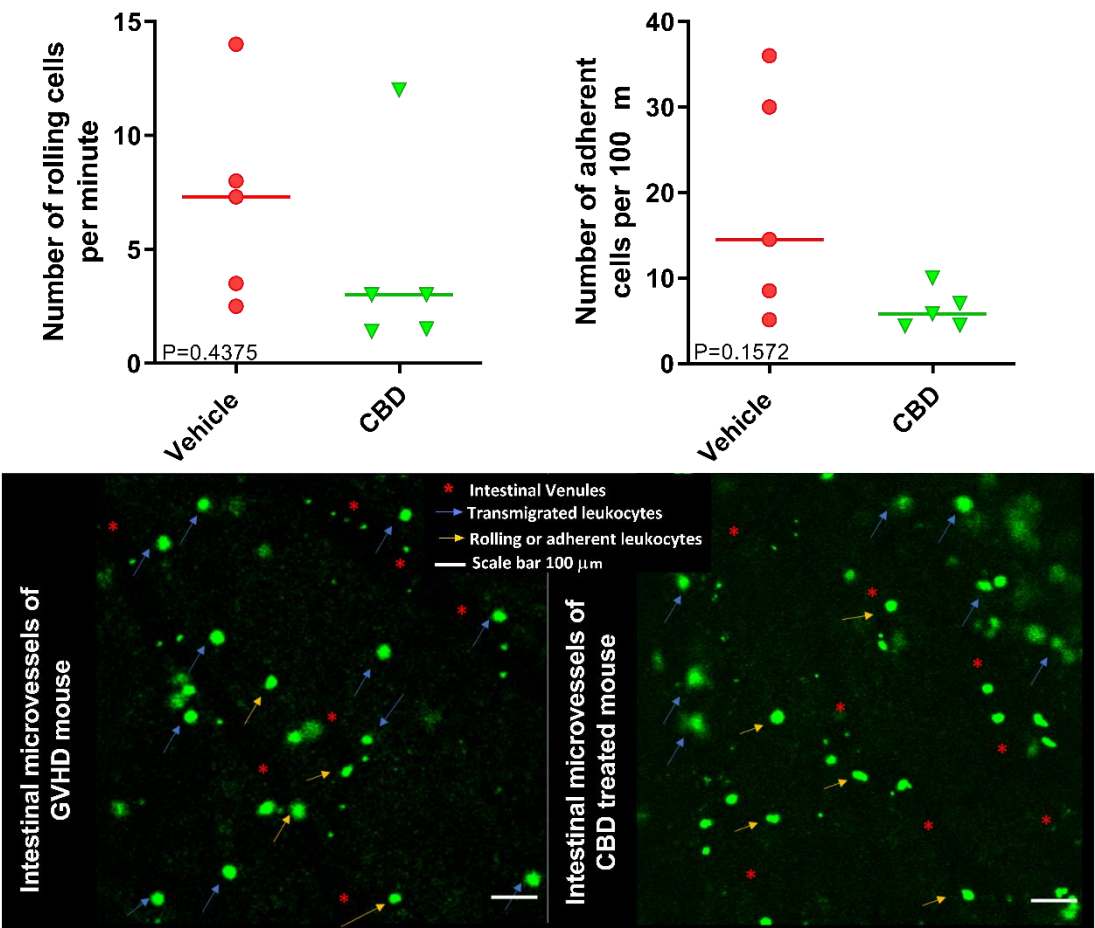 15
10
5
0
Number of rolling cells
per minute
P=0.4375
Vehicle
CBD
40
30
20
10
0
Number of adherent
cells per 100 m
P=0.1572
Vehicle
CBD
* Intestinal Venules
Transmigrated leukocytes
Rolling or adherent leukocytes
Scale bar 100 μm
Intestinal microvessels of
GVHD mouse
Intestinal microvessels of
CBD treated mouse